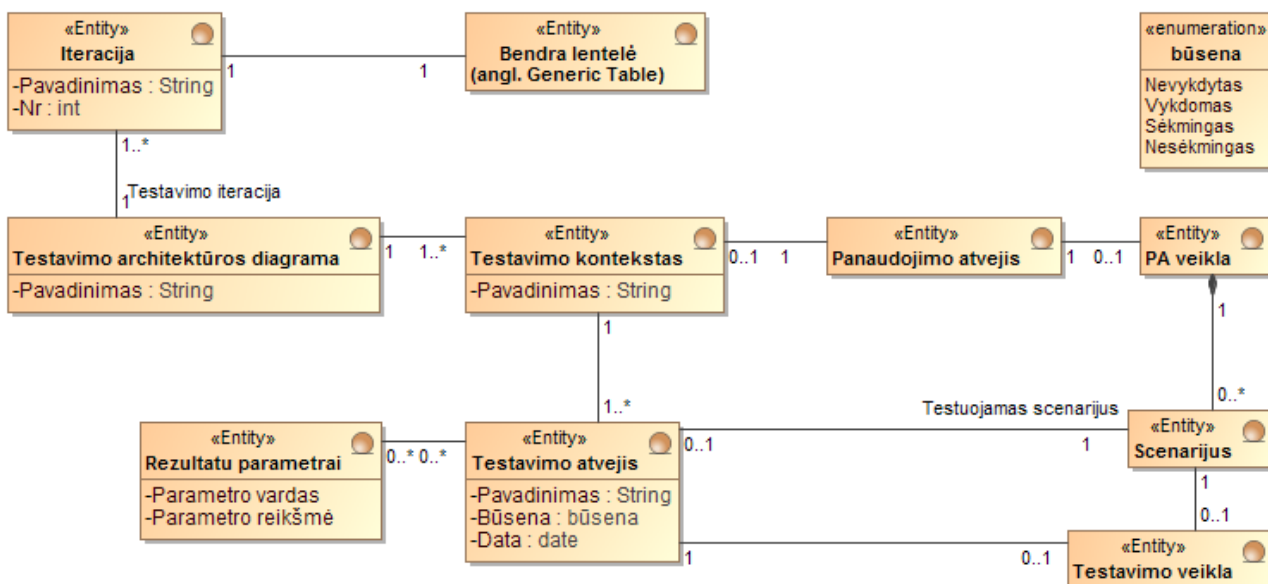 «Entity»
Iteracija
-Pavadinimas : String
-Nr : int
1
1
«Entity»
Bendra lentelė
(angl. Generic Table)
«enumeration»
būsena
Nevykdytas
Vykdomas
Sėkmingas
Nesėkmingas
1..*
1
Testavimo iteracija
«Entity»
Testavimo architektūros diagrama
-Pavadinimas : String
1
1..*
«Entity»
Testavimo kontekstas
-Pavadinimas : String
0..1
1
«Entity»
Panaudojimo atvejis
1
0..1
«Entity»
PA veikla
1
0..*
1
1..*
Testuojamas scenarijus
«Entity»
Rezultatu parametrai
-Parametro vardas
-Parametro reikšmė
0..*
0..*
«Entity»
Testavimo atvejis
-Pavadinimas : String
-Būsena : būsena
-Data : date
0..1
1
«Entity»
Scenarijus
1
0..1
1
0..1
«Entity»
Testavimo veikla